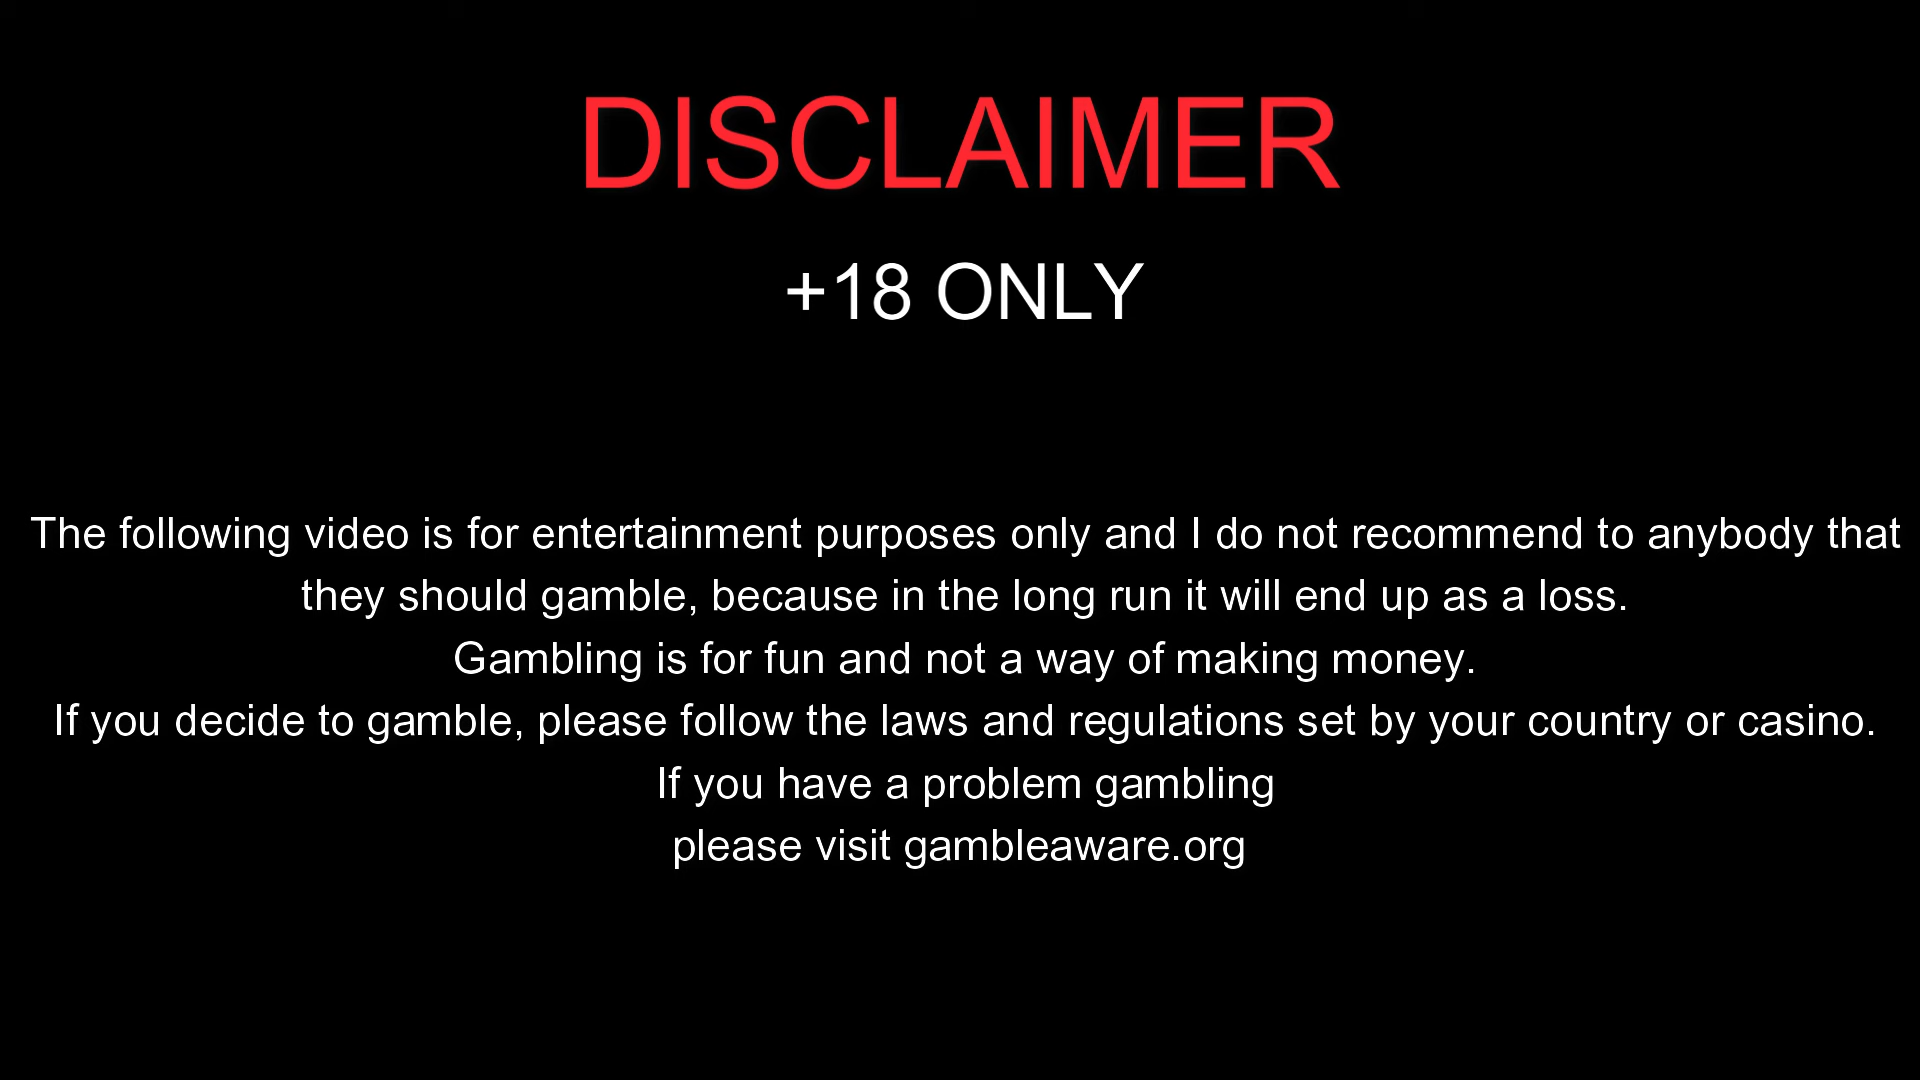 DISCLAIMER
+18 ONLY
The following video is for entertainment purposes only and I do not recommend to anybody that
they should gamble, because in the long run it will end up as a loss.
Gambling is for fun and not a way of making money.
If you decide to gamble, please follow the laws and regulations set by your country or casino.
If you have a problem gambling
please visit gambleaware.org